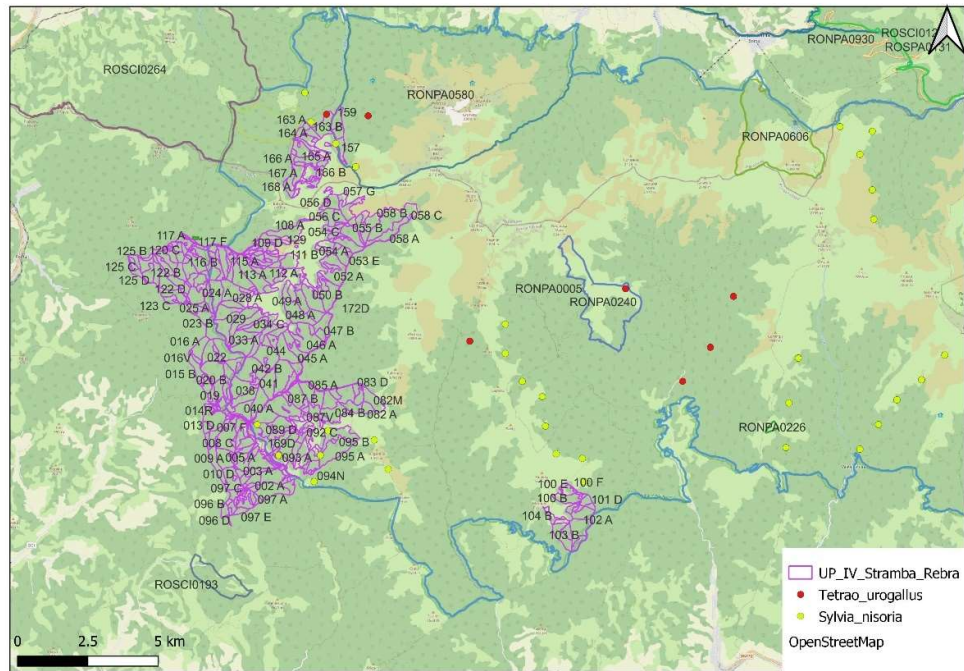 RONPA0930
ROSCI012
ROSPA0131
ROSCI0264
RONPA0580
RONPA0606
163 A
159
163 B
164 A
157
166 A
165 A
166 B
167 A
168 A
057 G
056 D
058 B
058 C
056 C
108 A
055 B
054 C
058 A
117 A
117 F
129
109 D
054 A
125 B
120 C
111 B
053 E
116 B
115 A
125 C
122 B
113 A
112 A
052 A
125 D
122 D
024 A
028 A
050 B
049 A
172D
123 C
025 A
048 A
023 B
029
034 C
047 B
016 A
033 A
046 A
016V
022
044
045 A
015 B
042 B
020 B
041
085 A
083 D
019
038
087 B
082M
014R
040 A
084 B
082 A
013 D
007 F
087V
089 D
092 C
008 C
169D
095 B
009 A
005 A
093 A
095 A
010 D
003 A
094N
097 C
002 A
096 B
097 A
096 D
097 E
RONPA0005
RONPA0240
RONPA0226
100 E
100 F
100 B
101 D
104 B
102 A
103 B
ROSCI0193
UP_IV_Stramba_Rebra
Tetrao_urogallus
Sylvia_nisoria
OpenStreetMap
0 2.5 5 km